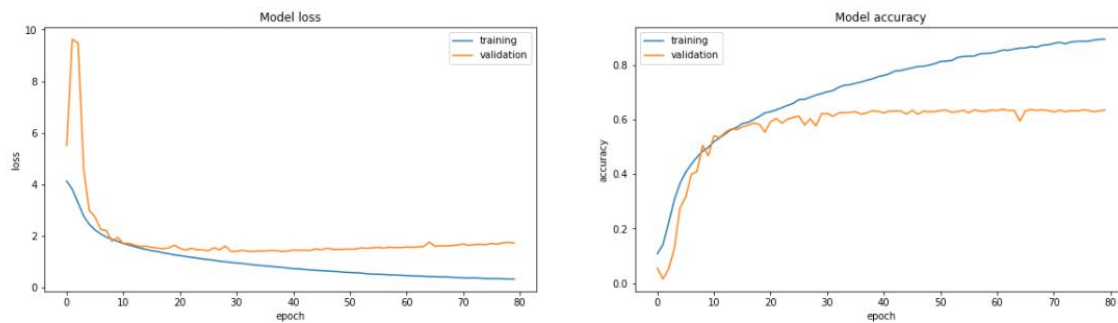 Model loss
10
8
6
4
2
0
loss
training
validation
0 10 20 30 40 50 60 70 80
epoch
Model accuracy
0.8
0.6
0.4
0.2
0.0
accuracy
training
validation
0 10 20 30 40 50 60 70 80
epoch